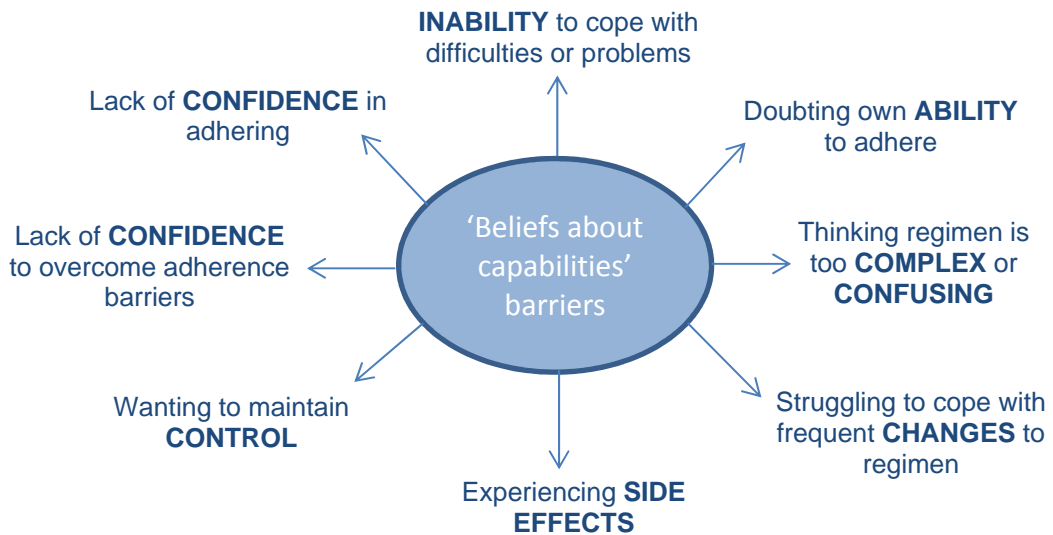 INABILITY to cope with
difficulties or problems
Lack of CONFIDENCE in
adhering
Doubting own ABILITY
to adhere
Lack of CONFIDENCE
to overcome adherence
barriers
‘Beliefs about
capabilities’
barriers
Thinking regimen is
too COMPLEX or
CONFUSING
Wanting to maintain
CONTROL
Struggling to cope with
frequent CHANGES to
regimen
Experiencing SIDE
EFFECTS